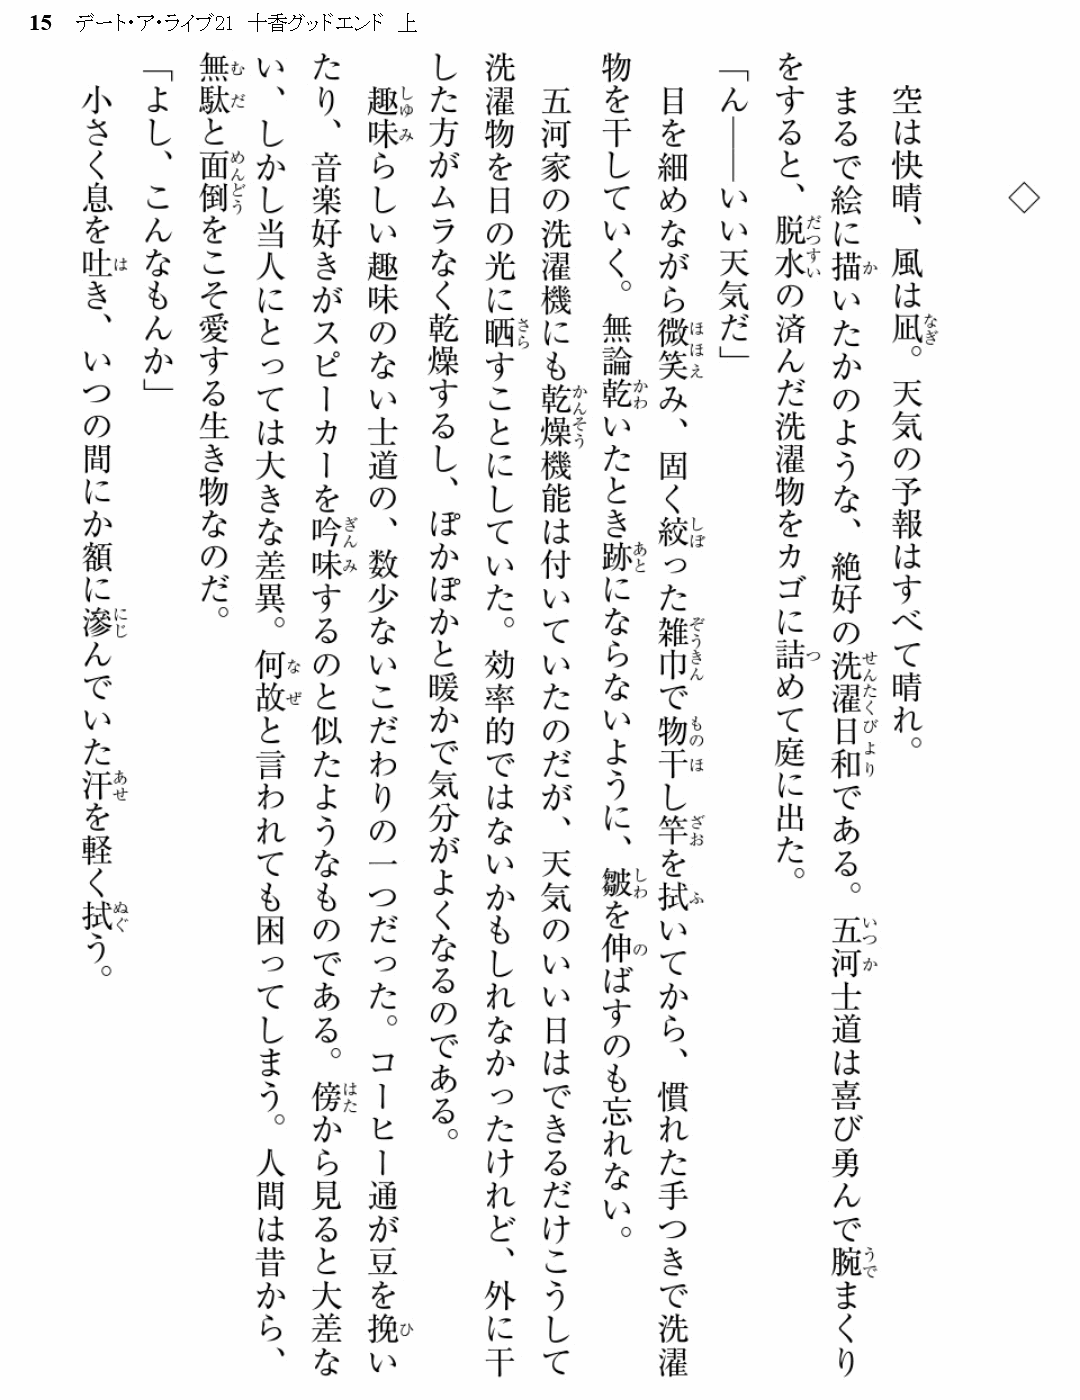 15 デート・ア・ライブ21 十香グッドエンド 上
◇
空は快晴、風は凪。天気の予報はすべて晴れ。
まるで絵に描いたかのような、絶好の洗濯日和である。五河士道は喜び勇んで腕まくり
をすると、脱水の済んだ洗濯物をカゴに詰めて庭に出た。
「ん――いい天気だ」
目を細めながら微笑み、固く絞った雑巾で物干し竿を拭いてから、慣れた手つきで洗濯
物を干していく。無論乾いたとき跡にならないように、皺を伸ばすのも忘れない。
五河家の洗濯機にも乾燥機能は付いていたのだが、天気のいい日はできるだけこうして
洗濯物を日の光に晒すことにしていた。効率的ではないかもしれなかったけれど、外に干
した方がムラなく乾燥するし、ぽかぽかと暖かで気分がよくなるのである。
趣味らしい趣味のない士道の、数少ないこだわりの一つだった。コーヒー通が豆を挽い
たり、音楽好きがスピーカーを吟味するのと似たようなものである。傍から見ると大差な
い、しかし当人にとっては大きな差異。何故と言われても困ってしまう。人間は昔から、
無駄と面倒をこそ愛する生き物なのだ。
「よし、こんなもんか」
小さく息を吐き、いつの間にか額に滲んでいた汗を軽く拭う。